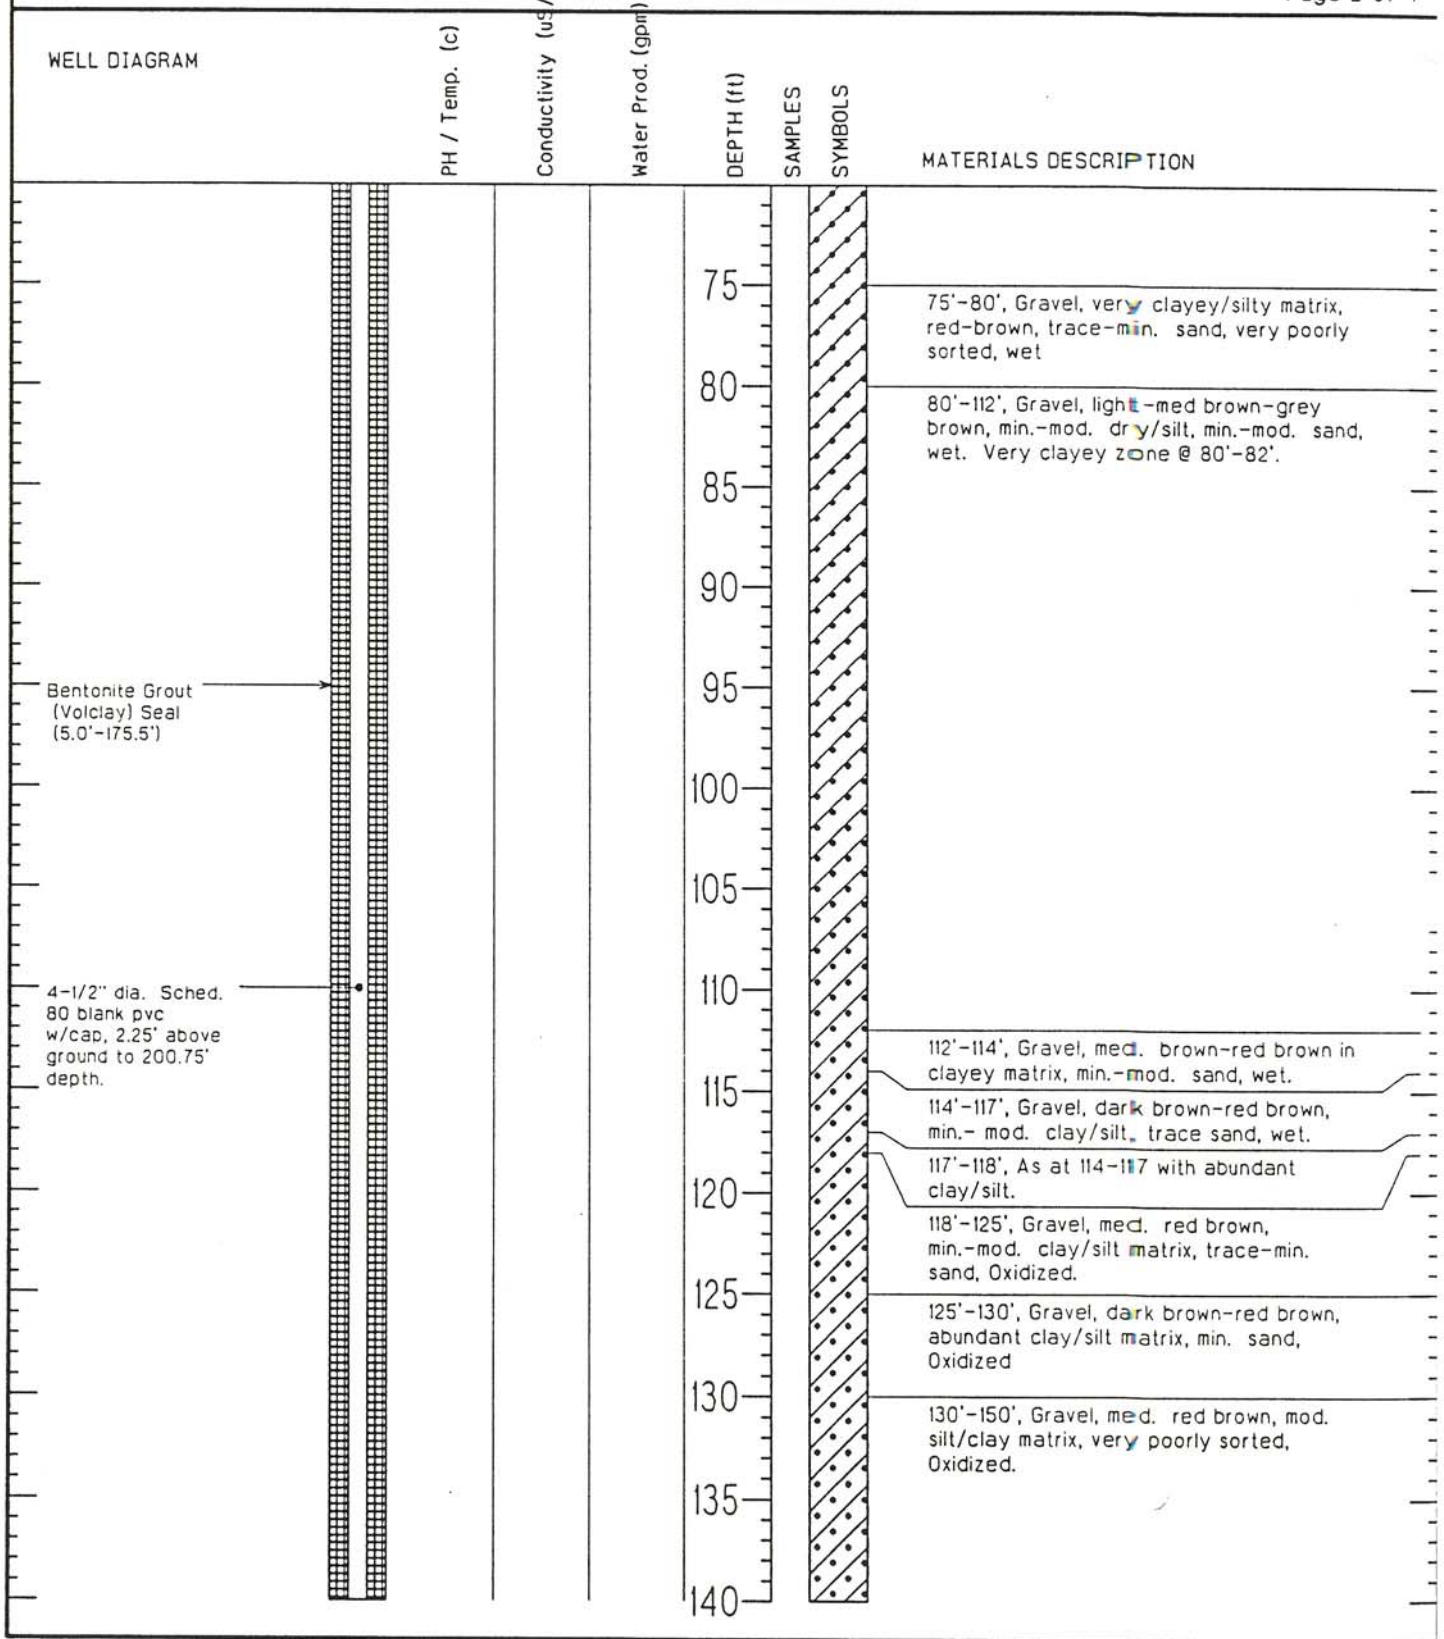 WELL DIAGRAM
PH / Temp. (c)
Conductivity (uS/
Water Prod. (gpm)
DEPTH (ft)
SAMPLES
SYMBOLS
MATERIALS DESCRIPTION
75
75'-80', Gravel, very clayey/silty matrix,
red-brown, trace-min. sand, very poorly
sorted, wet
80
80'-112', Gravel, light-med brown-grey
brown, min.-mod. dry/silt, min.-mod. sand,
wet. Very clayey zone @ 80'-82'.
85
90
Bentonite Grout
(Volclay) Seal
(5.0'-175.5')
95
100
105
4-1/2" dia. Sched.
80 blank pvc
w/cap, 2.25' above
ground to 200.75'
depth.
110
112'-114', Gravel, med. brown-red brown in
clayey matrix, min.-mod. sand, wet.
115
114'-117', Gravel, dark brown-red brown,
min.- mod. clay/silt, trace sand, wet.
117'-118', As at 114-117 with abundant
clay/silt.
120
118'-125', Gravel, med. red brown,
min.-mod. clay/silt matrix, trace-min.
sand, Oxidized.
125
125'-130', Gravel, dark brown-red brown,
abundant clay/silt matrix, min. sand,
Oxidized
130
130'-150', Gravel, med. red brown, mod.
silt/clay matrix, very poorly sorted,
Oxidized.
135
140